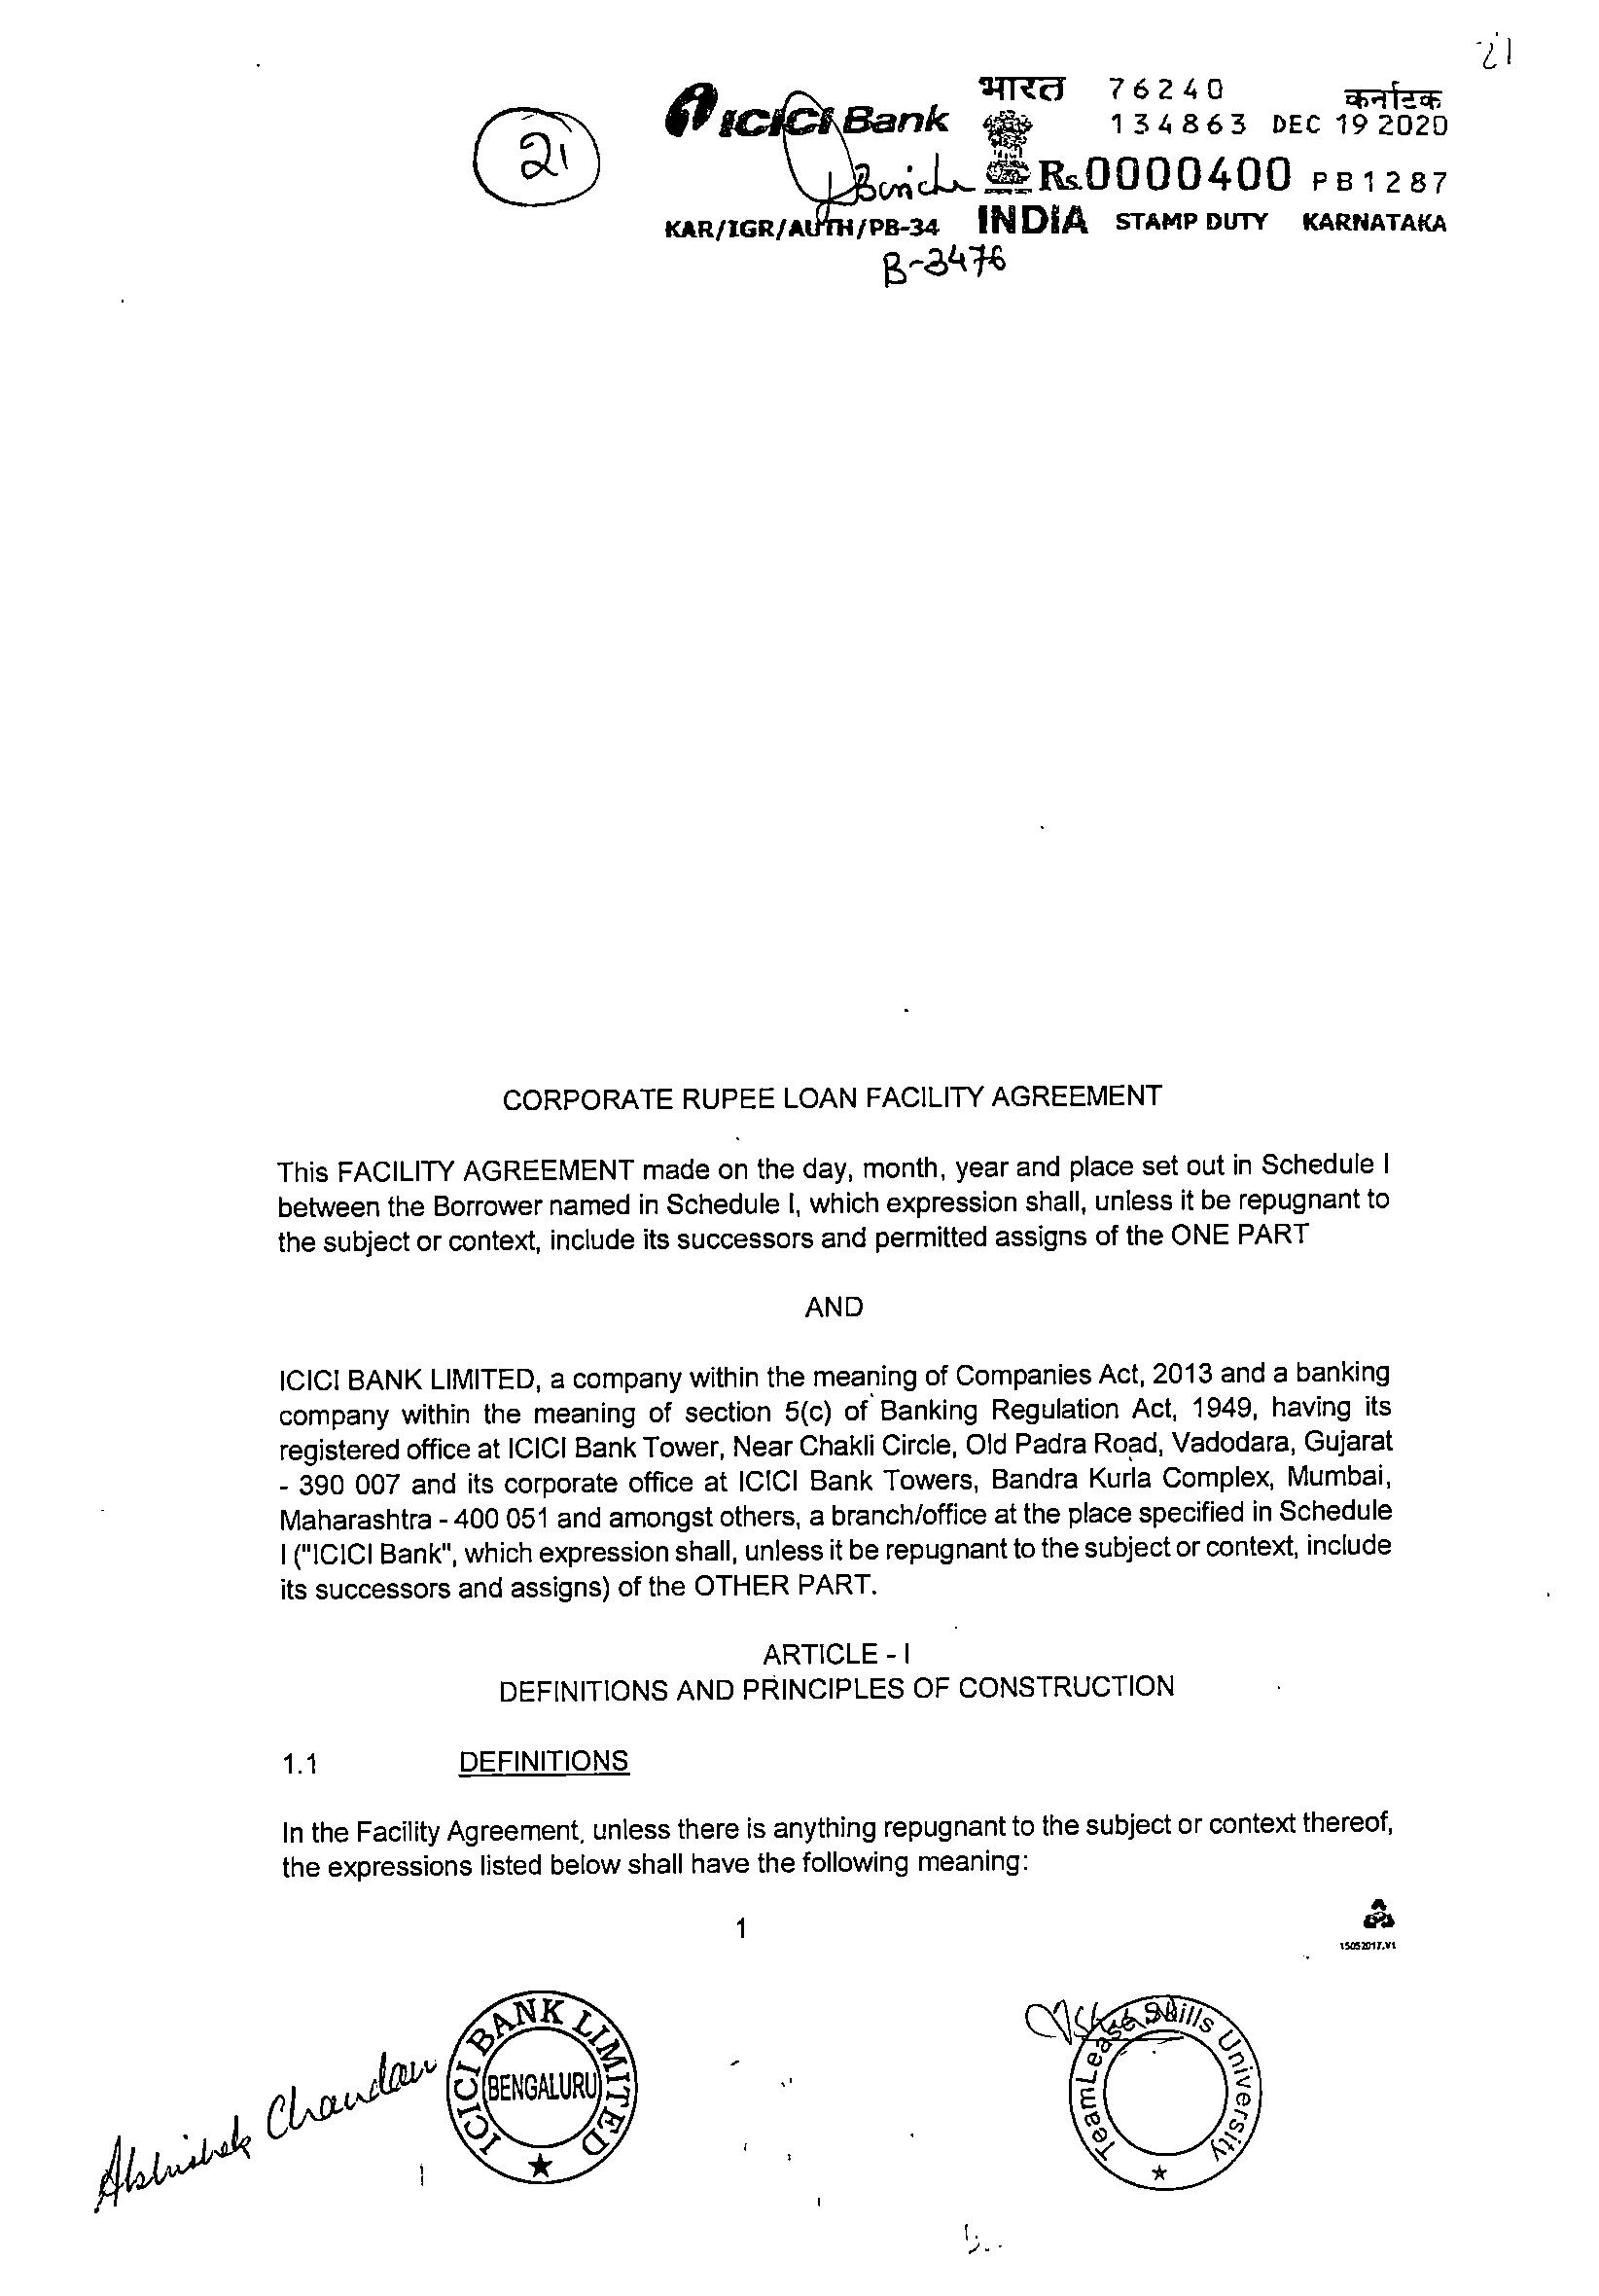 21
भारत 76240 कर्नाटक
ICICI Bank 134863 DEC 19 2020
21
Rs.0000400 PB1287
KAR/IGR/AUTH/PB-34 INDIA STAMP DUTY KARNATAKA
B-3476
CORPORATE RUPEE LOAN FACILITY AGREEMENT
This FACILITY AGREEMENT made on the day, month, year and place set out in Schedule I
between the Borrower named in Schedule I, which expression shall, unless it be repugnant to
the subject or context, include its successors and permitted assigns of the ONE PART
AND
ICICI BANK LIMITED, a company within the meaning of Companies Act, 2013 and a banking
company within the meaning of section 5(c) of Banking Regulation Act, 1949, having its
registered office at ICICI Bank Tower, Near Chakli Circle, Old Padra Road, Vadodara, Gujarat
- 390 007 and its corporate office at ICICI Bank Towers, Bandra Kurla Complex, Mumbai,
Maharashtra - 400 051 and amongst others, a branch/office at the place specified in Schedule
I ("ICICI Bank", which expression shall, unless it be repugnant to the subject or context, include
its successors and assigns) of the OTHER PART.
ARTICLE - I
DEFINITIONS AND PRINCIPLES OF CONSTRUCTION
1.1 DEFINITIONS
In the Facility Agreement, unless there is anything repugnant to the subject or context thereof,
the expressions listed below shall have the following meaning:
1
15052017.V1
Abhishek Chandan
ICICI BANK LIMITED
BENGALURU
TeamLease Skills University